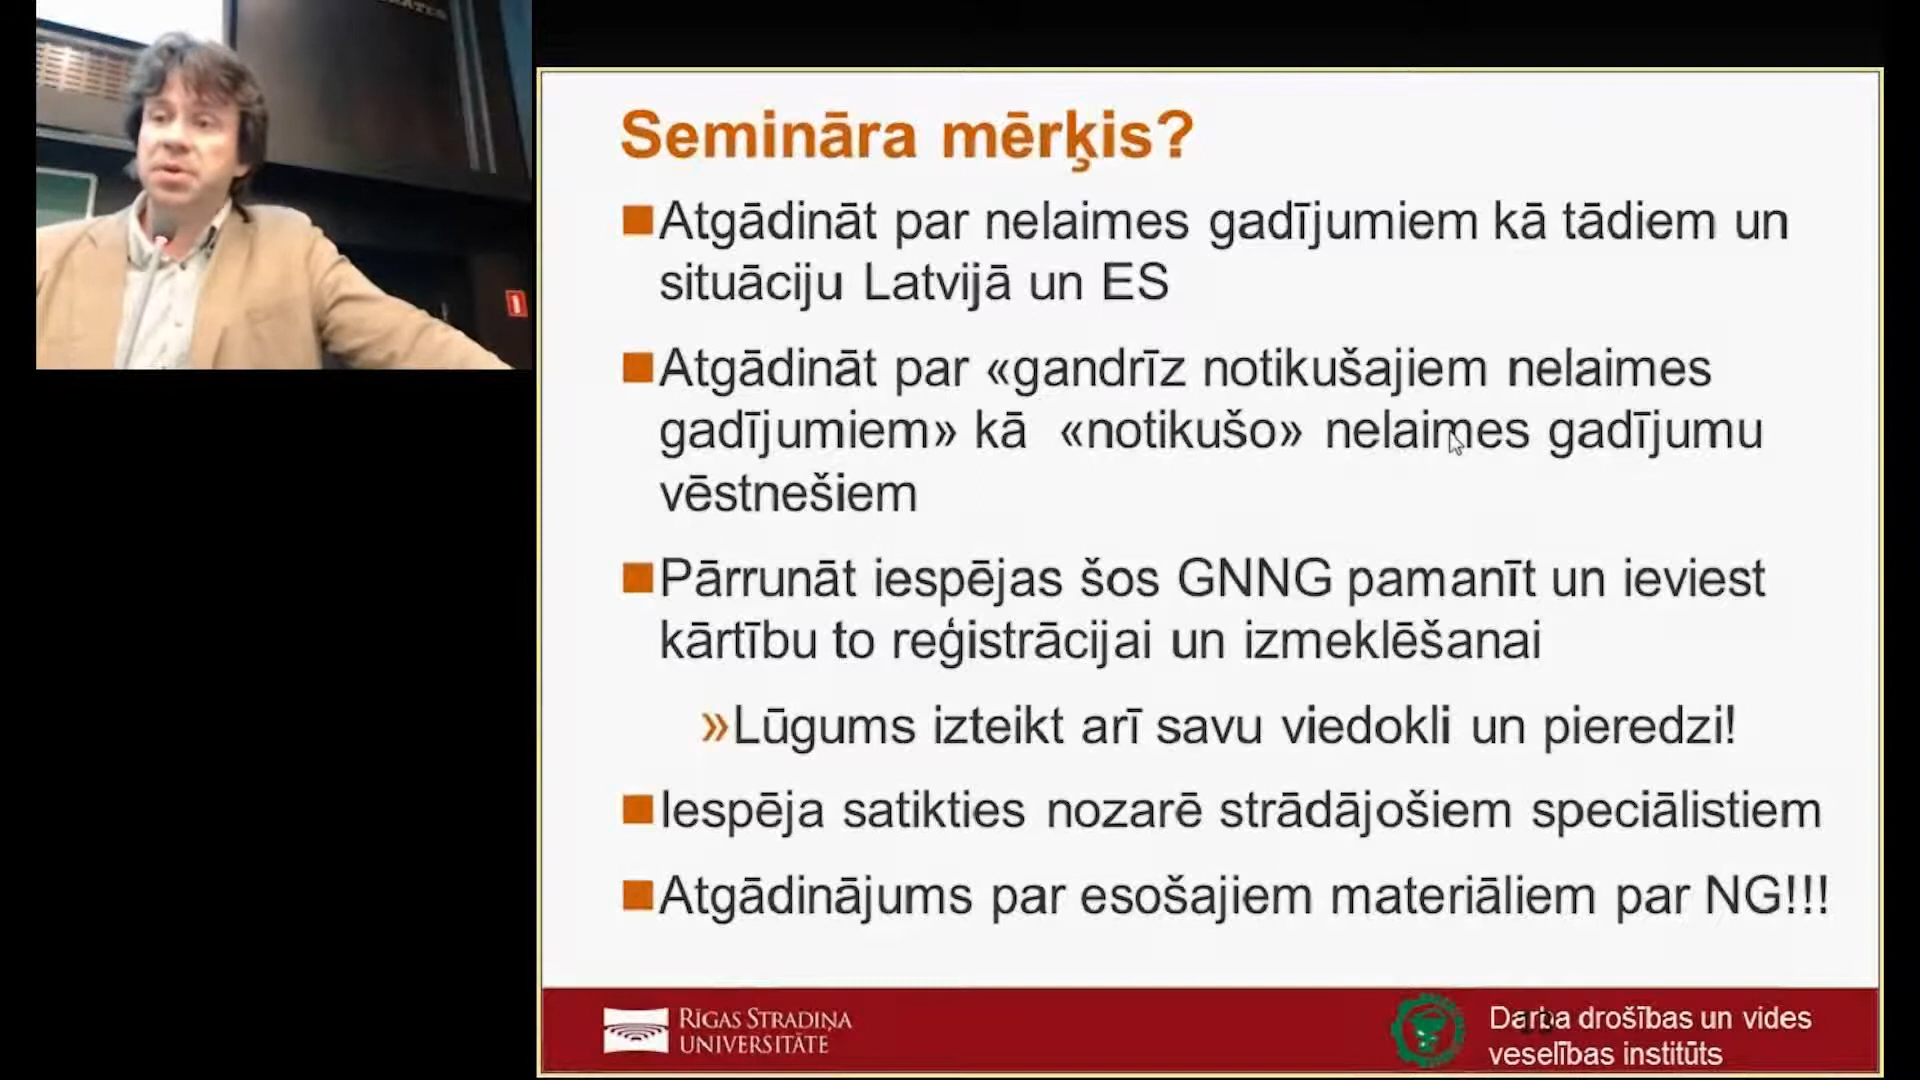 Semināra mērķis?
Atgādināt par nelaimes gadījumiem kā tādiem un
situāciju Latvijā un ES
Atgādināt par «gandrīz notikušajiem nelaimes
gadījumiem» kā «notikušo» nelaimes gadījumu
vēstnešiem
Pārrunāt iespējas šos GNNG pamanīt un ieviest
kārtību to reģistrācijai un izmeklēšanai
»Lūgums izteikt arī savu viedokli un pieredzi!
Iespēja satikties nozarē strādājošiem speciālistiem
Atgādinājums par esošajiem materiāliem par NG!!!
RĪGAS STRADIŅA
UNIVERSITĀTE
Darba drošības un vides
veselības institūts